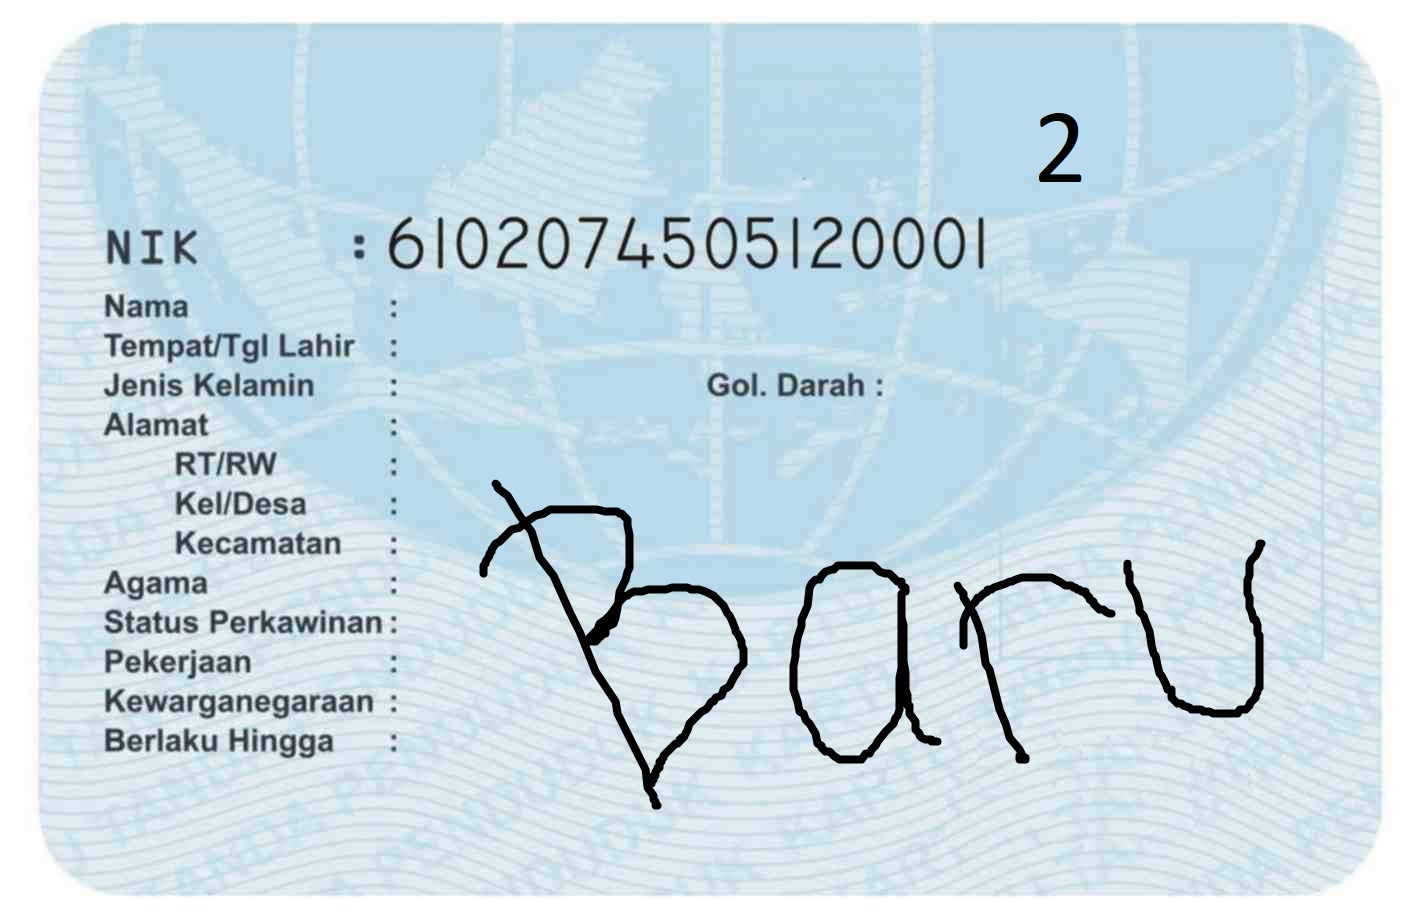 2
NIK : 6102074505120001
Nama :
Tempat/Tgl Lahir :
Jenis Kelamin : Gol. Darah :
Alamat :
RT/RW :
Kel/Desa :
Kecamatan :
Agama :
Status Perkawinan :
Pekerjaan :
Kewarganegaraan :
Berlaku Hingga :
Baru